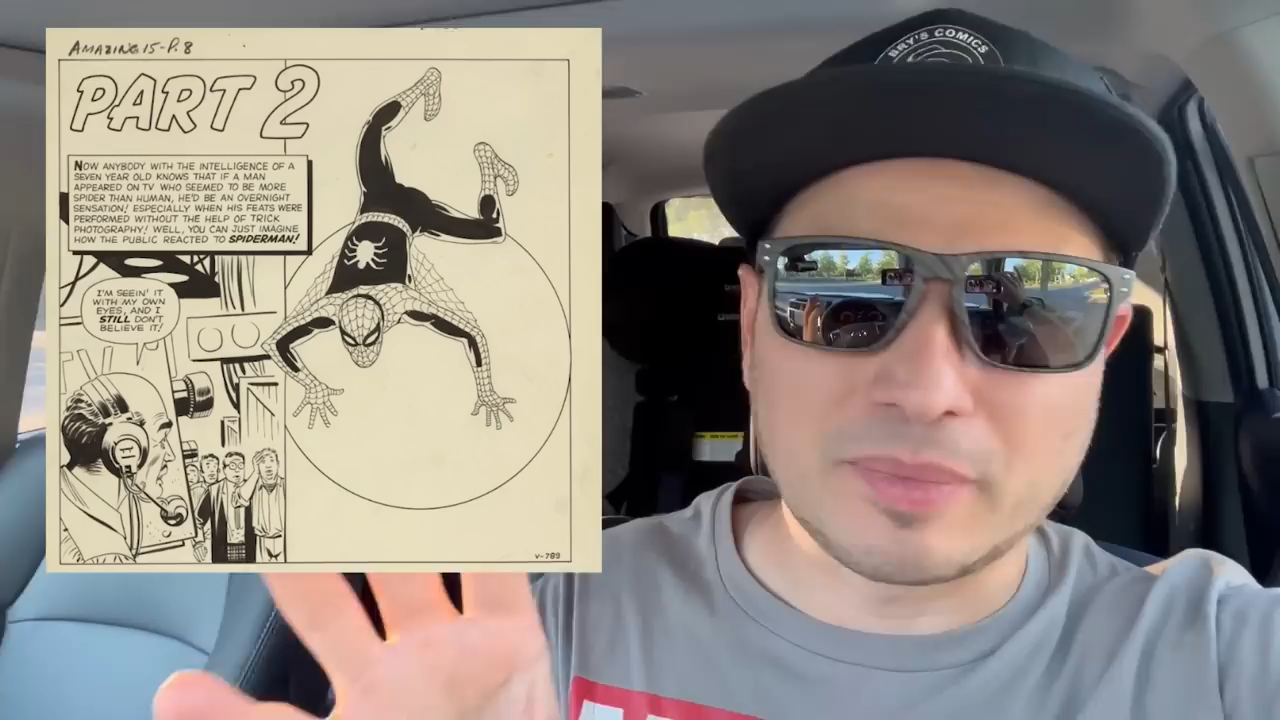 AMAZING 15-P.8
PART 2
NOW ANYBODY WITH THE INTELLIGENCE OF A
SEVEN YEAR OLD KNOWS THAT IF A MAN
APPEARED ON TV WHO SEEMED TO BE MORE
SPIDER THAN HUMAN, HE'D BE AN OVERNIGHT
SENSATION! ESPECIALLY WHEN HIS FEATS WERE
PERFORMED WITHOUT THE HELP OF TRICK
PHOTOGRAPHY! WELL, YOU CAN JUST IMAGINE
HOW THE PUBLIC REACTED TO SPIDERMAN!
I'M SEEIN' IT
WITH MY OWN
EYES, AND I
STILL DON'T
BELIEVE IT!
V-789
BRY'S COMICS